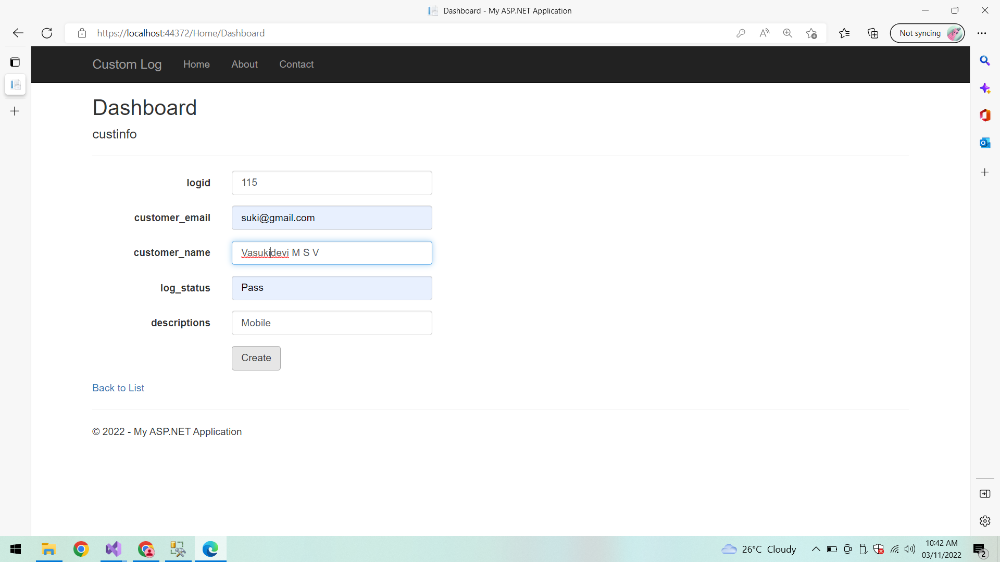 Dashboard - My ASP.NET Application
https://localhost:44372/Home/Dashboard
Not syncing
Custom Log Home About Contact
Dashboard
custinfo
logid 115
customer_email suki@gmail.com
customer_name Vasukidevi M S V
log_status Pass
descriptions Mobile
Create
Back to List
© 2022 - My ASP.NET Application
26°C Cloudy
10:42 AM
03/11/2022
2